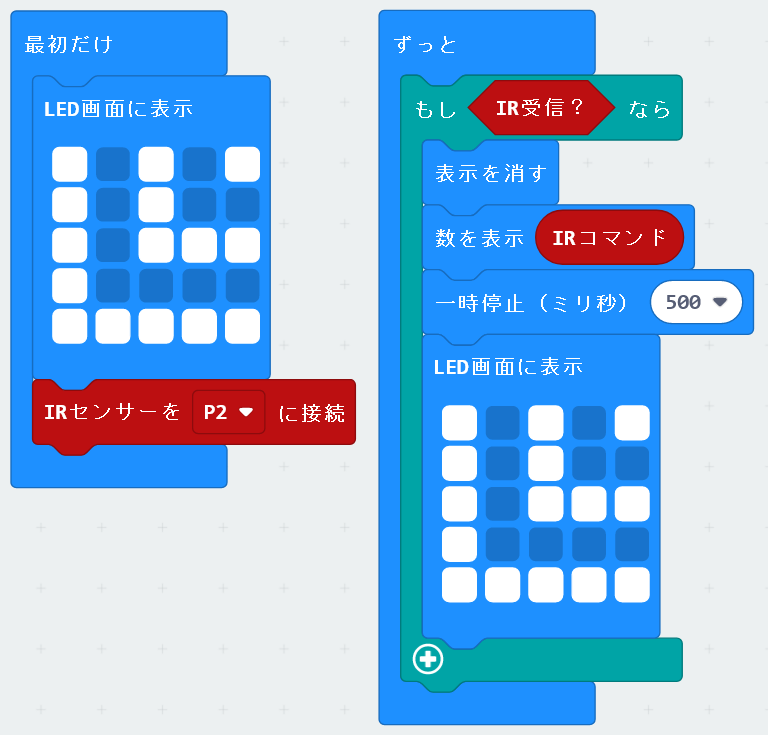 最初だけ
LED画面に表示
IRセンサーを P2 に接続
ずっと
もし IR受信？ なら
表示を消す
数を表示 IRコマンド
一時停止（ミリ秒） 500
LED画面に表示